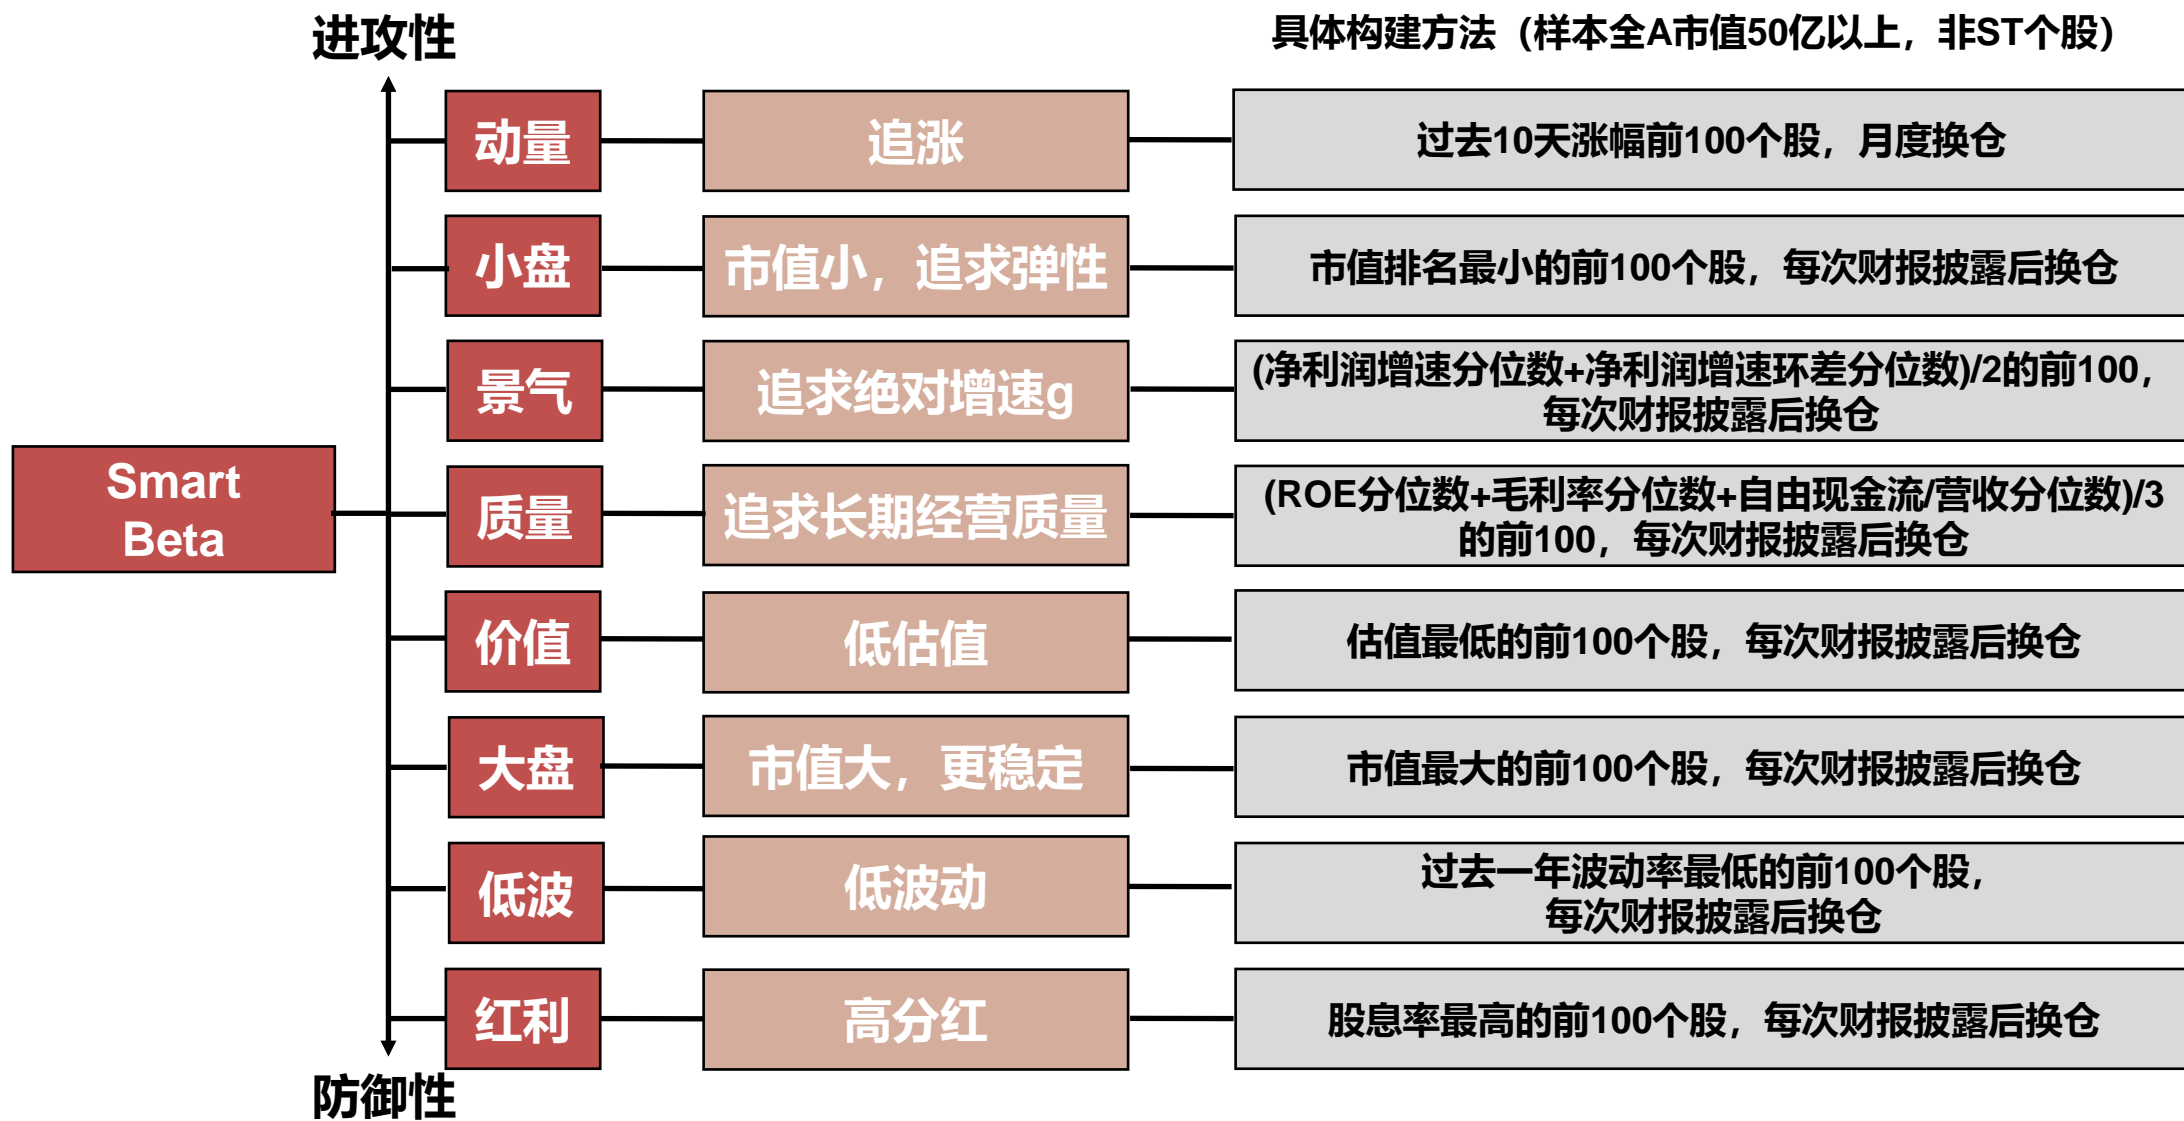 进攻性
具体构建方法（样本全A市值50亿以上，非ST个股）
动量
追涨
过去10天涨幅前100个股，月度换仓
小盘
市值小，追求弹性
市值排名最小的前100个股，每次财报披露后换仓
景气
追求绝对增速g
(净利润增速分位数+净利润增速环差分位数)/2的前100，
每次财报披露后换仓
Smart
Beta
质量
追求长期经营质量
(ROE分位数+毛利率分位数+自由现金流/营收分位数)/3
的前100，每次财报披露后换仓
价值
低估值
估值最低的前100个股，每次财报披露后换仓
大盘
市值大，更稳定
市值最大的前100个股，每次财报披露后换仓
低波
低波动
过去一年波动率最低的前100个股，
每次财报披露后换仓
红利
高分红
股息率最高的前100个股，每次财报披露后换仓
防御性